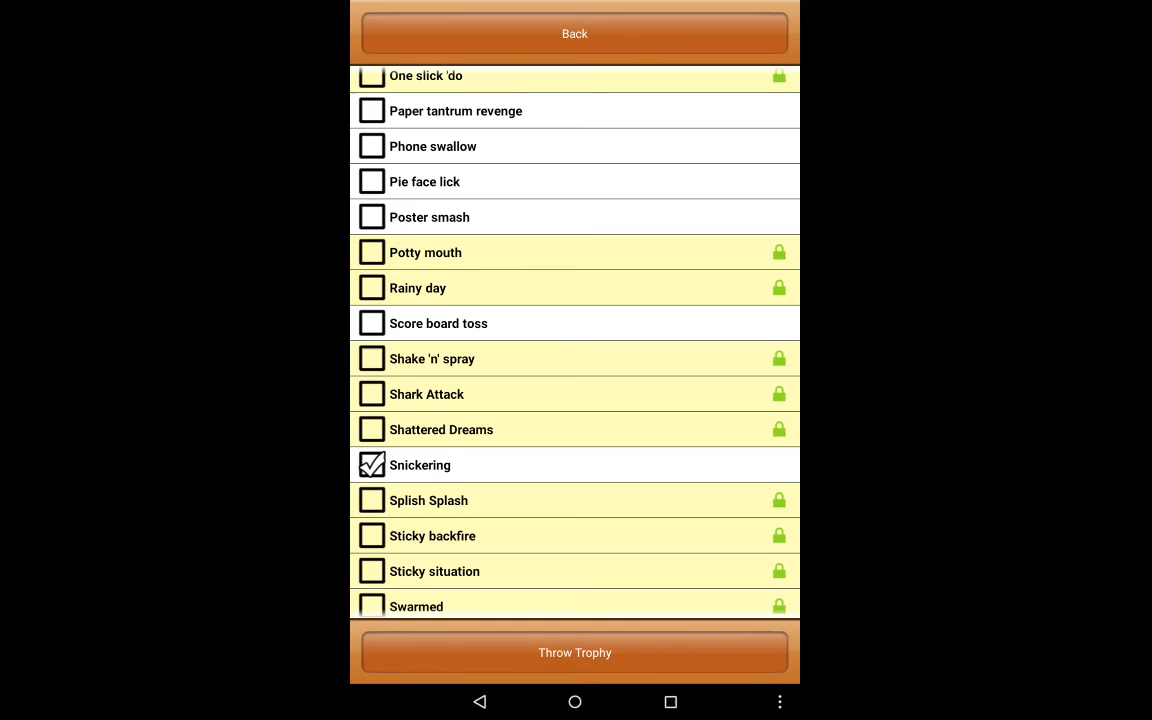 Back
One slick 'do
Paper tantrum revenge
Phone swallow
Pie face lick
Poster smash
Potty mouth
Rainy day
Score board toss
Shake 'n' spray
Shark Attack
Shattered Dreams
Snickering
Splish Splash
Sticky backfire
Sticky situation
Swarmed
Throw Trophy